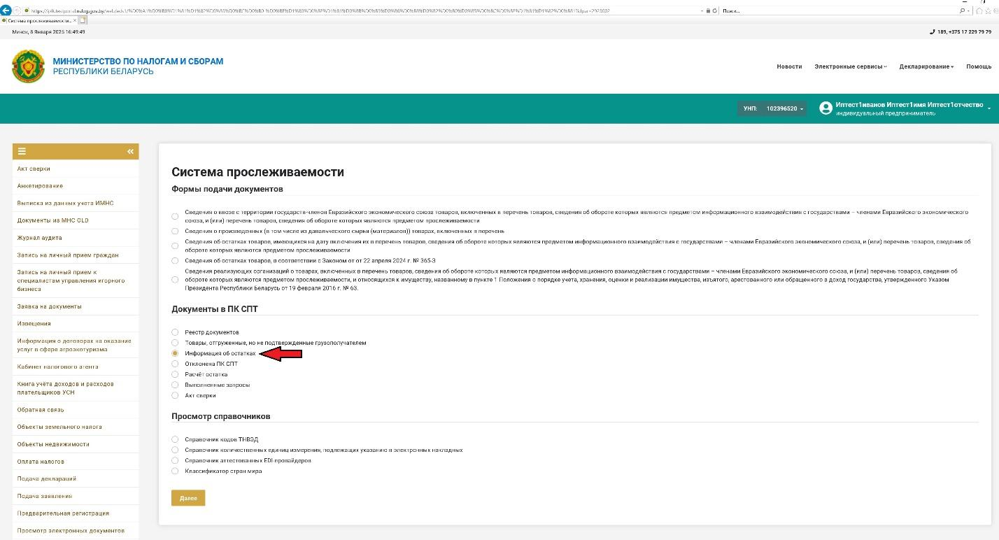 Поиск...
Система прослеживаемости...
Минск, 8 Января 2025 16:49:49
189, +375 17 229 79 79
МИНИСТЕРСТВО ПО НАЛОГАМ И СБОРАМ
РЕСПУБЛИКИ БЕЛАРУСЬ
Новости
Электронные сервисы
Декларирование
Помощь
УНП: 102396520
Иптест1иванов Иптест1имя Иптест1отчество
индивидуальный предприниматель
Акт сверки
Анкетирование
Выписка из данных учета ИМНС
Документы из МНС OLD
Журнал аудита
Запись на личный прием граждан
Запись на личный прием к
специалистам управления игорного
бизнеса
Заявка на документы
Извещения
Информация о договорах на оказание
услуг в сфере агроэкотуризма
Кабинет налогового агента
Книга учёта доходов и расходов
плательщиков УСН
Обратная связь
Объекты земельного налога
Объекты недвижимости
Оплата налогов
Подача деклараций
Подача заявления
Предварительная регистрация
Просмотр электронных документов
Система прослеживаемости
Формы подачи документов
Сведения о ввозе с территории государств-членов Евразийского экономического союза товаров, включенных в перечень товаров, сведения об обороте которых являются предметом информационного взаимодействия с государствами – членами Евразийского экономического
союза, и (или) перечень товаров, сведения об обороте которых являются предметом прослеживаемости
Сведения о произведенных (в том числе из давальческого сырья (материалов)) товарах, включенных в перечень
Сведения об остатках товаров, имеющихся на дату включения их в перечень товаров, сведения об обороте которых являются предметом информационного взаимодействия с государствами – членами Евразийского экономического союза, и (или) перечень товаров, сведения об
обороте которых являются предметом прослеживаемости
Сведения об остатках товаров, в соответствии с Законом от от 22 апреля 2024 г. № 365-З
Сведения реализующих организаций о товарах, включенных в перечень товаров, сведения об обороте которых являются предметом информационного взаимодействия с государствами – членами Евразийского экономического союза, и (или) перечень товаров, сведения об
обороте которых являются предметом прослеживаемости, и относящихся к имуществу, названному в пункте 1 Положения о порядке учета, хранения, оценки и реализации имущества, изъятого, арестованного или обращенного в доход государства, утвержденного Указом
Президента Республики Беларусь от 19 февраля 2016 г. № 63.
Документы в ПК СПТ
Реестр документов
Товары, отгруженные, но не подтвержденные грузополучателем
Информация об остатках
Отклонена ПК СПТ
Расчёт остатка
Выполненные запросы
Акт сверки
Просмотр справочников
Справочник кодов ТНВЭД
Справочник количественных единиц измерения, подлежащих указанию в электронных накладных
Справочник аттестованных EDI-провайдеров
Классификатор стран мира
Далее